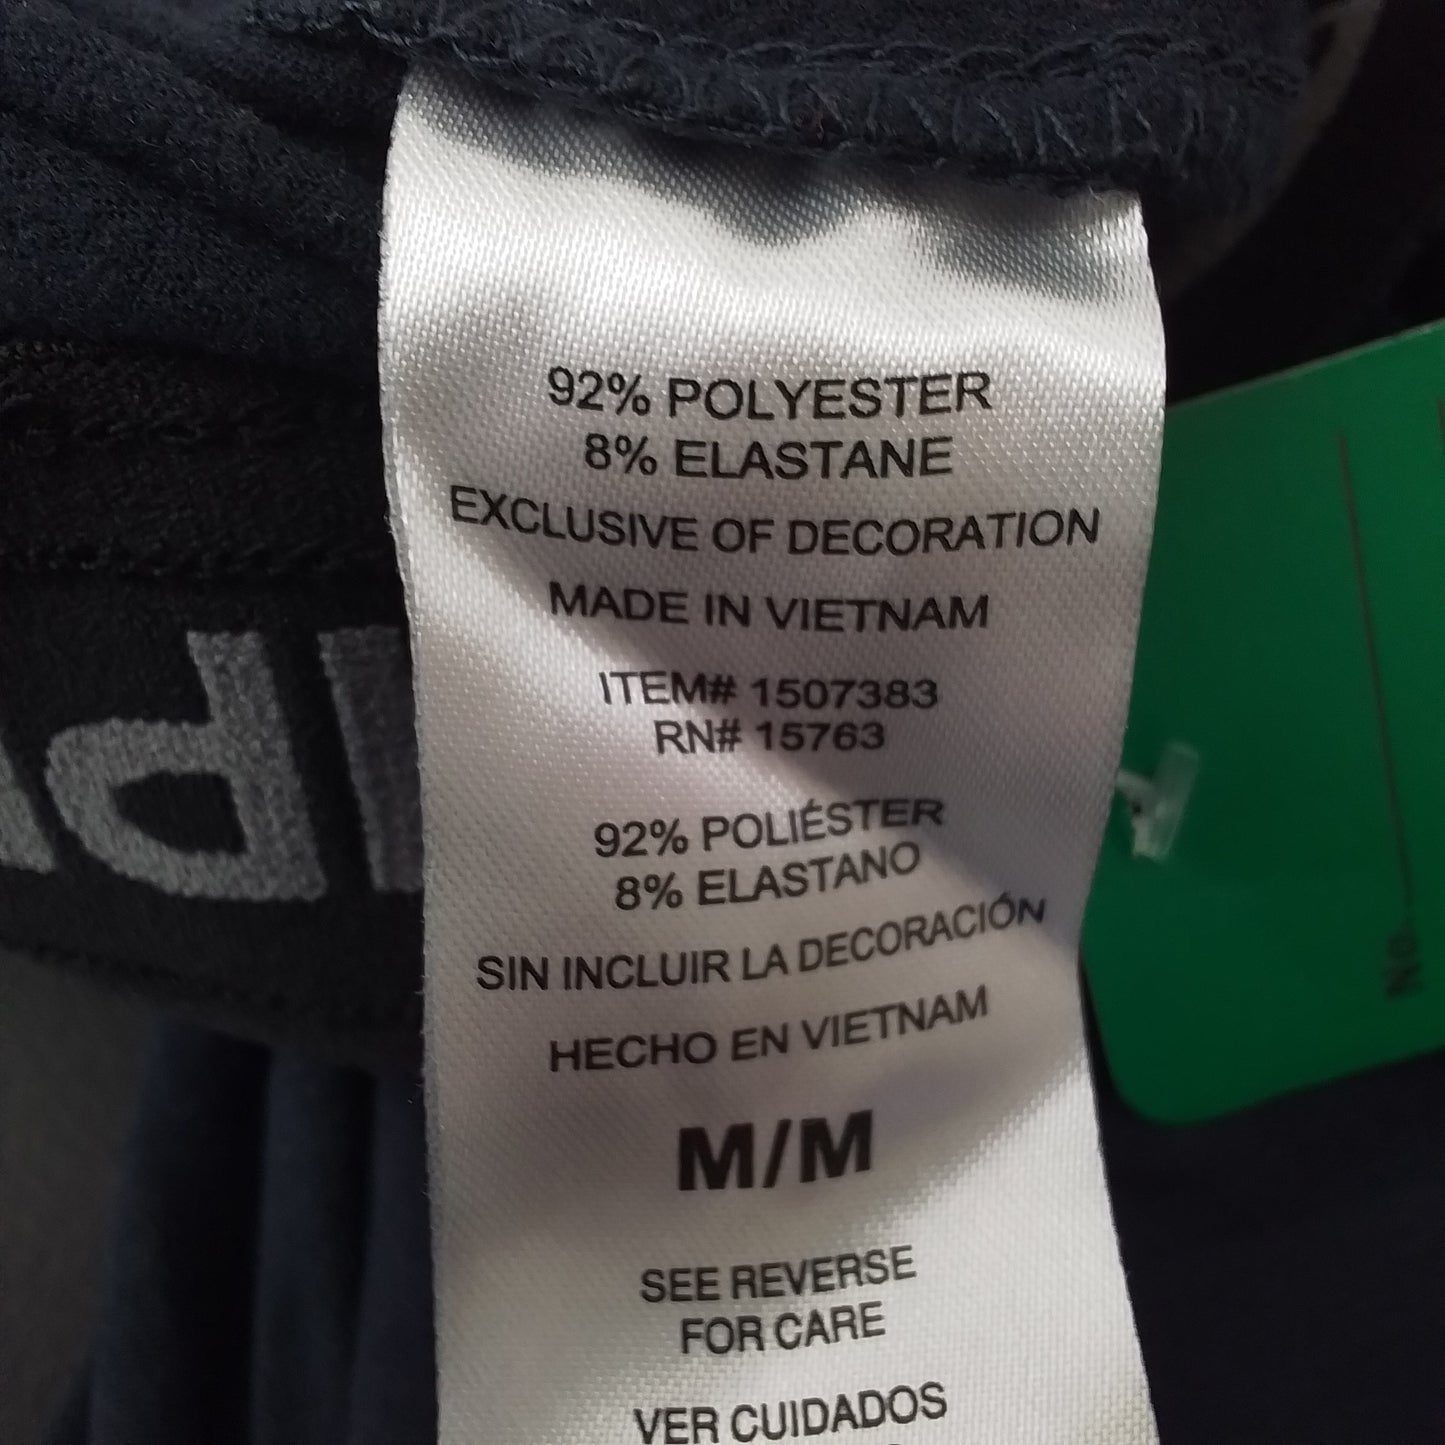 92% POLYESTER
8% ELASTANE
EXCLUSIVE OF DECORATION
MADE IN VIETNAM
ITEM# 1507383
RN# 15763
92% POLIÉSTER
8% ELASTANO
SIN INCLUIR LA DECORACIÓN
HECHO EN VIETNAM
M/M
SEE REVERSE
FOR CARE
VER CUIDADOS
No.